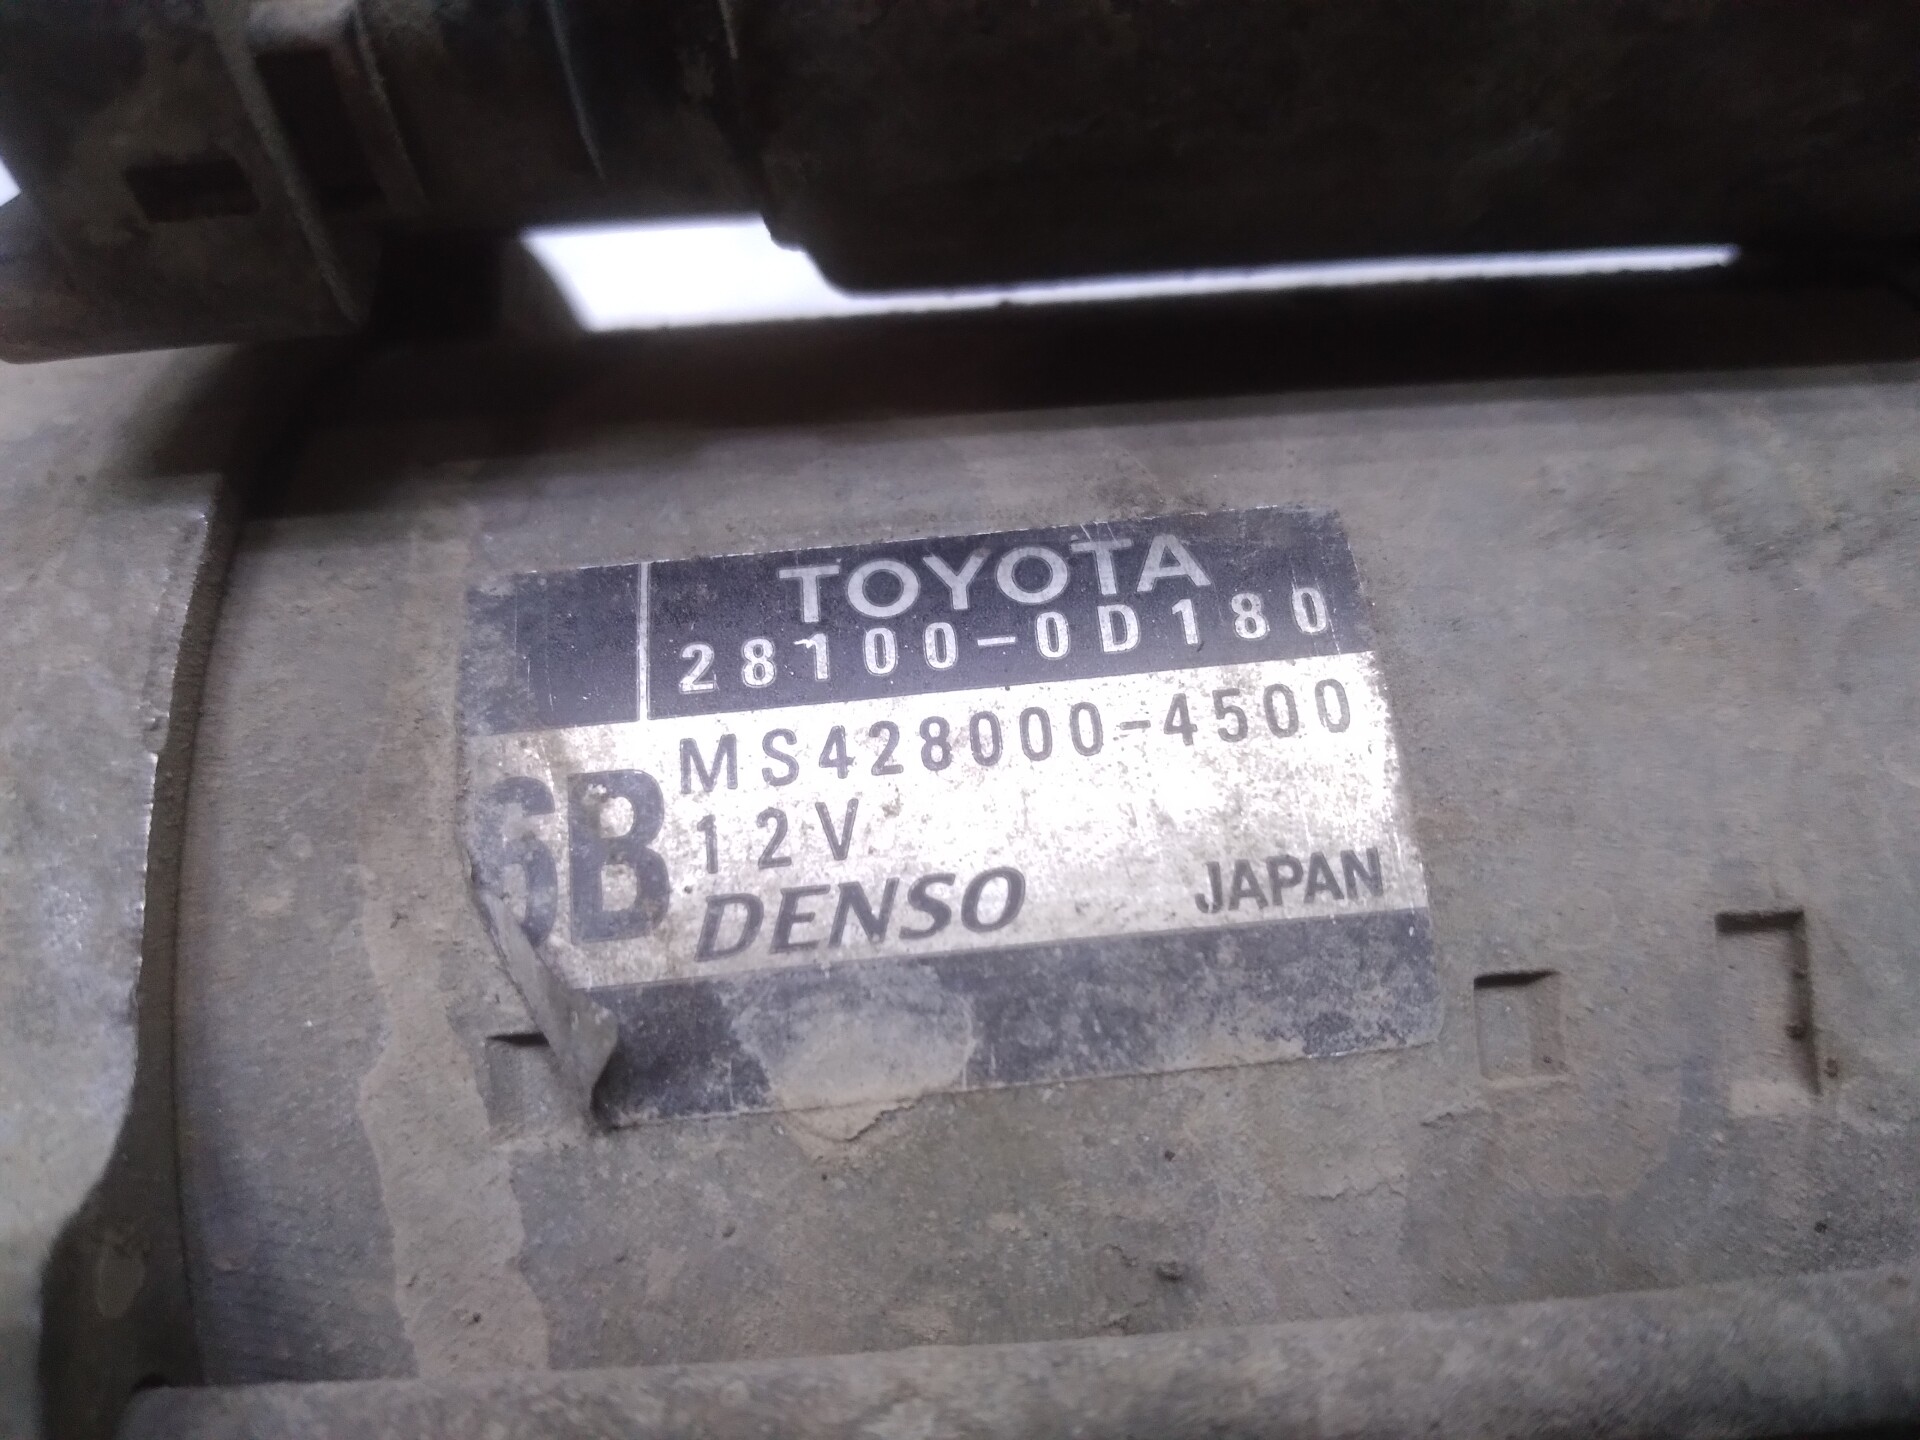 TOYOTA
28100-0D180
MS428000-4500
6B
12V
DENSO JAPAN